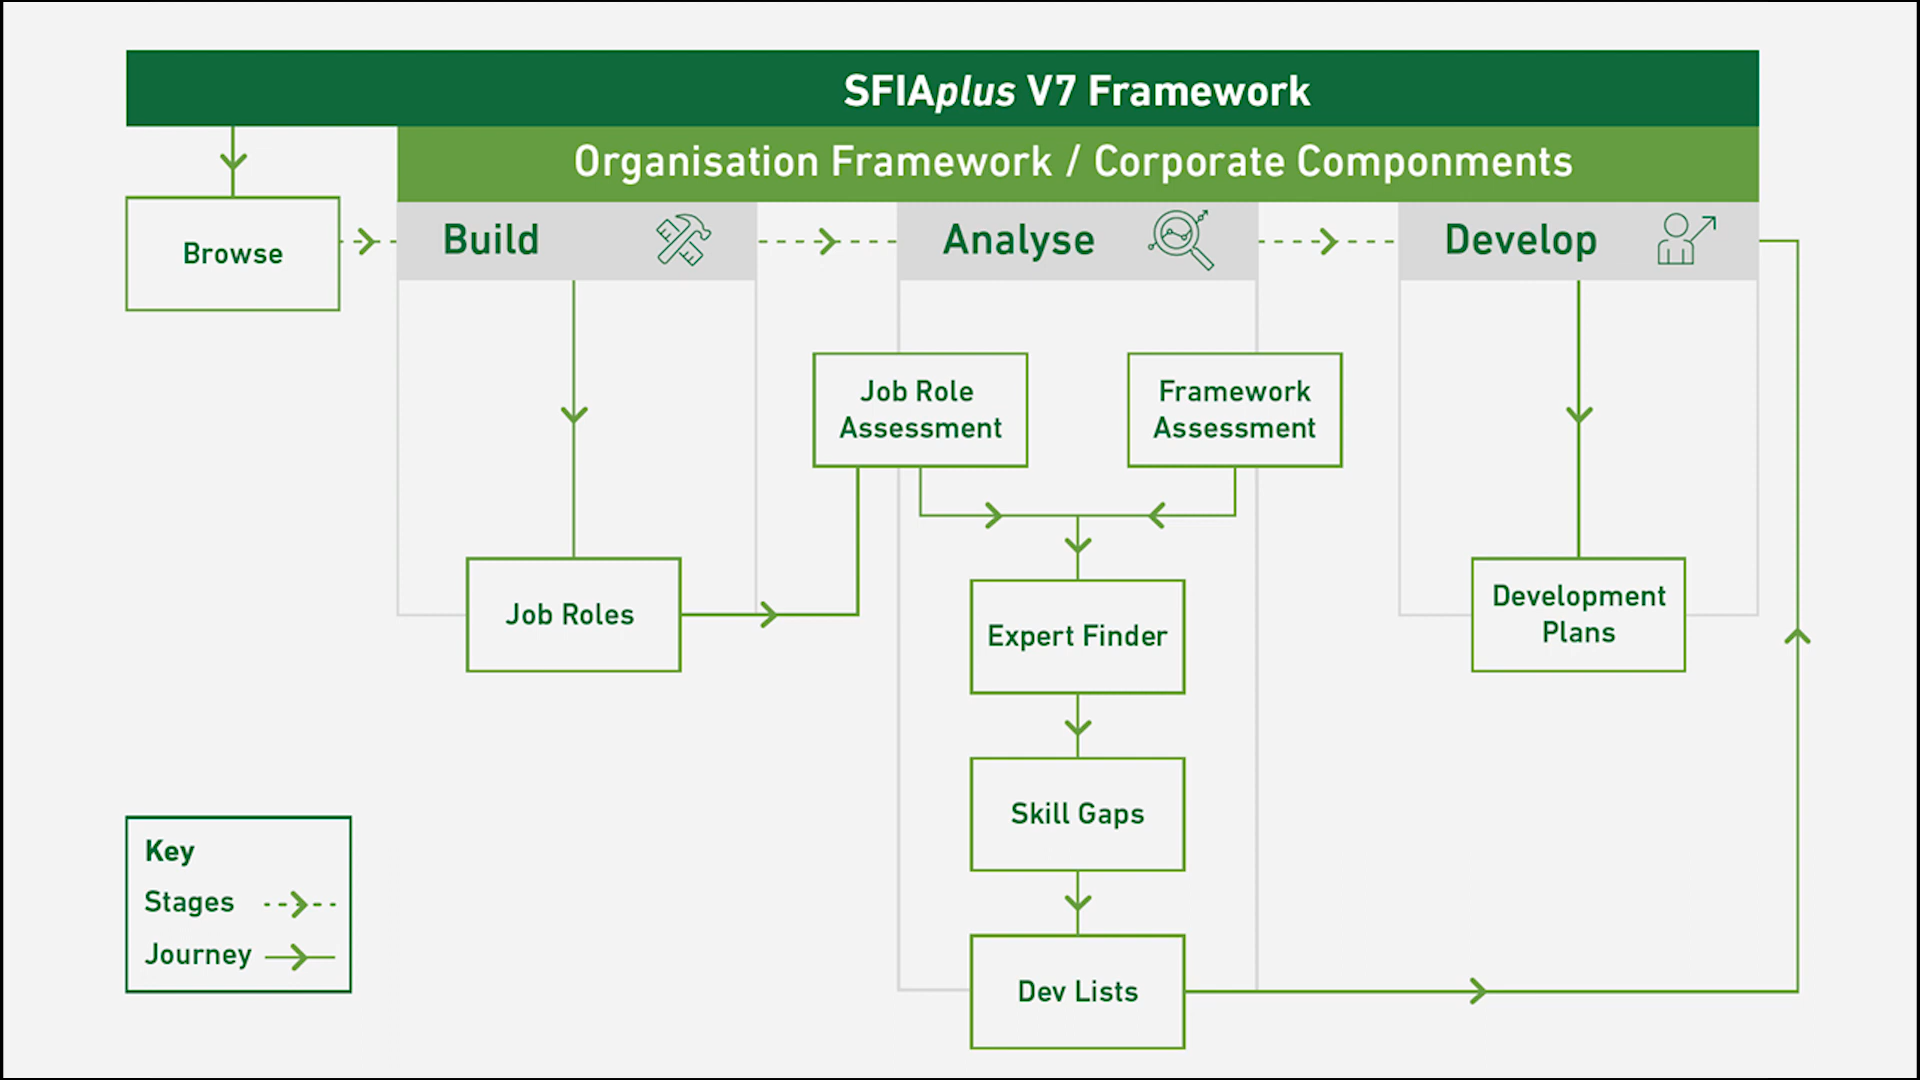 SFIAplus V7 Framework
Organisation Framework / Corporate Componments
Browse
Build
Analyse
Develop
Job Role
Assessment
Framework
Assessment
Job Roles
Expert Finder
Development
Plans
Skill Gaps
Dev Lists
Key
Stages
Journey